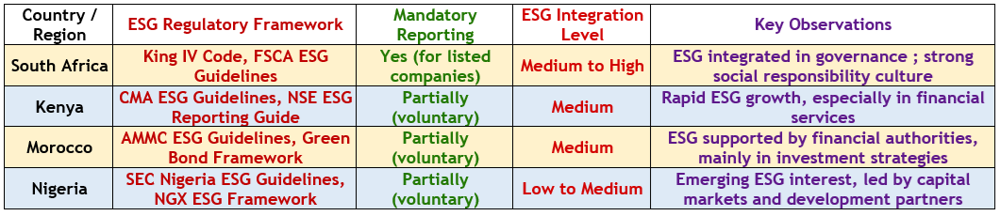 Country / Region
ESG Regulatory Framework
Mandatory Reporting
ESG Integration Level
Key Observations
South Africa
King IV Code, FSCA ESG
Guidelines
Yes (for listed
companies)
Medium to High
ESG integrated in governance ; strong
social responsibility culture
Kenya
CMA ESG Guidelines, NSE ESG
Reporting Guide
Partially
(voluntary)
Medium
Rapid ESG growth, especially in financial
services
Morocco
AMMC ESG Guidelines, Green
Bond Framework
Partially
(voluntary)
Medium
ESG supported by financial authorities,
mainly in investment strategies
Nigeria
SEC Nigeria ESG Guidelines,
NGX ESG Framework
Partially
(voluntary)
Low to Medium
Emerging ESG interest, led by capital
markets and development partners